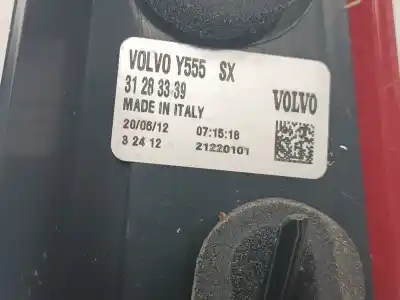 VOLVO Y555 SX
31 28 33 39
MADE IN ITALY
VOLVO
20/06/12 07:15:18
3 24 12 21220101